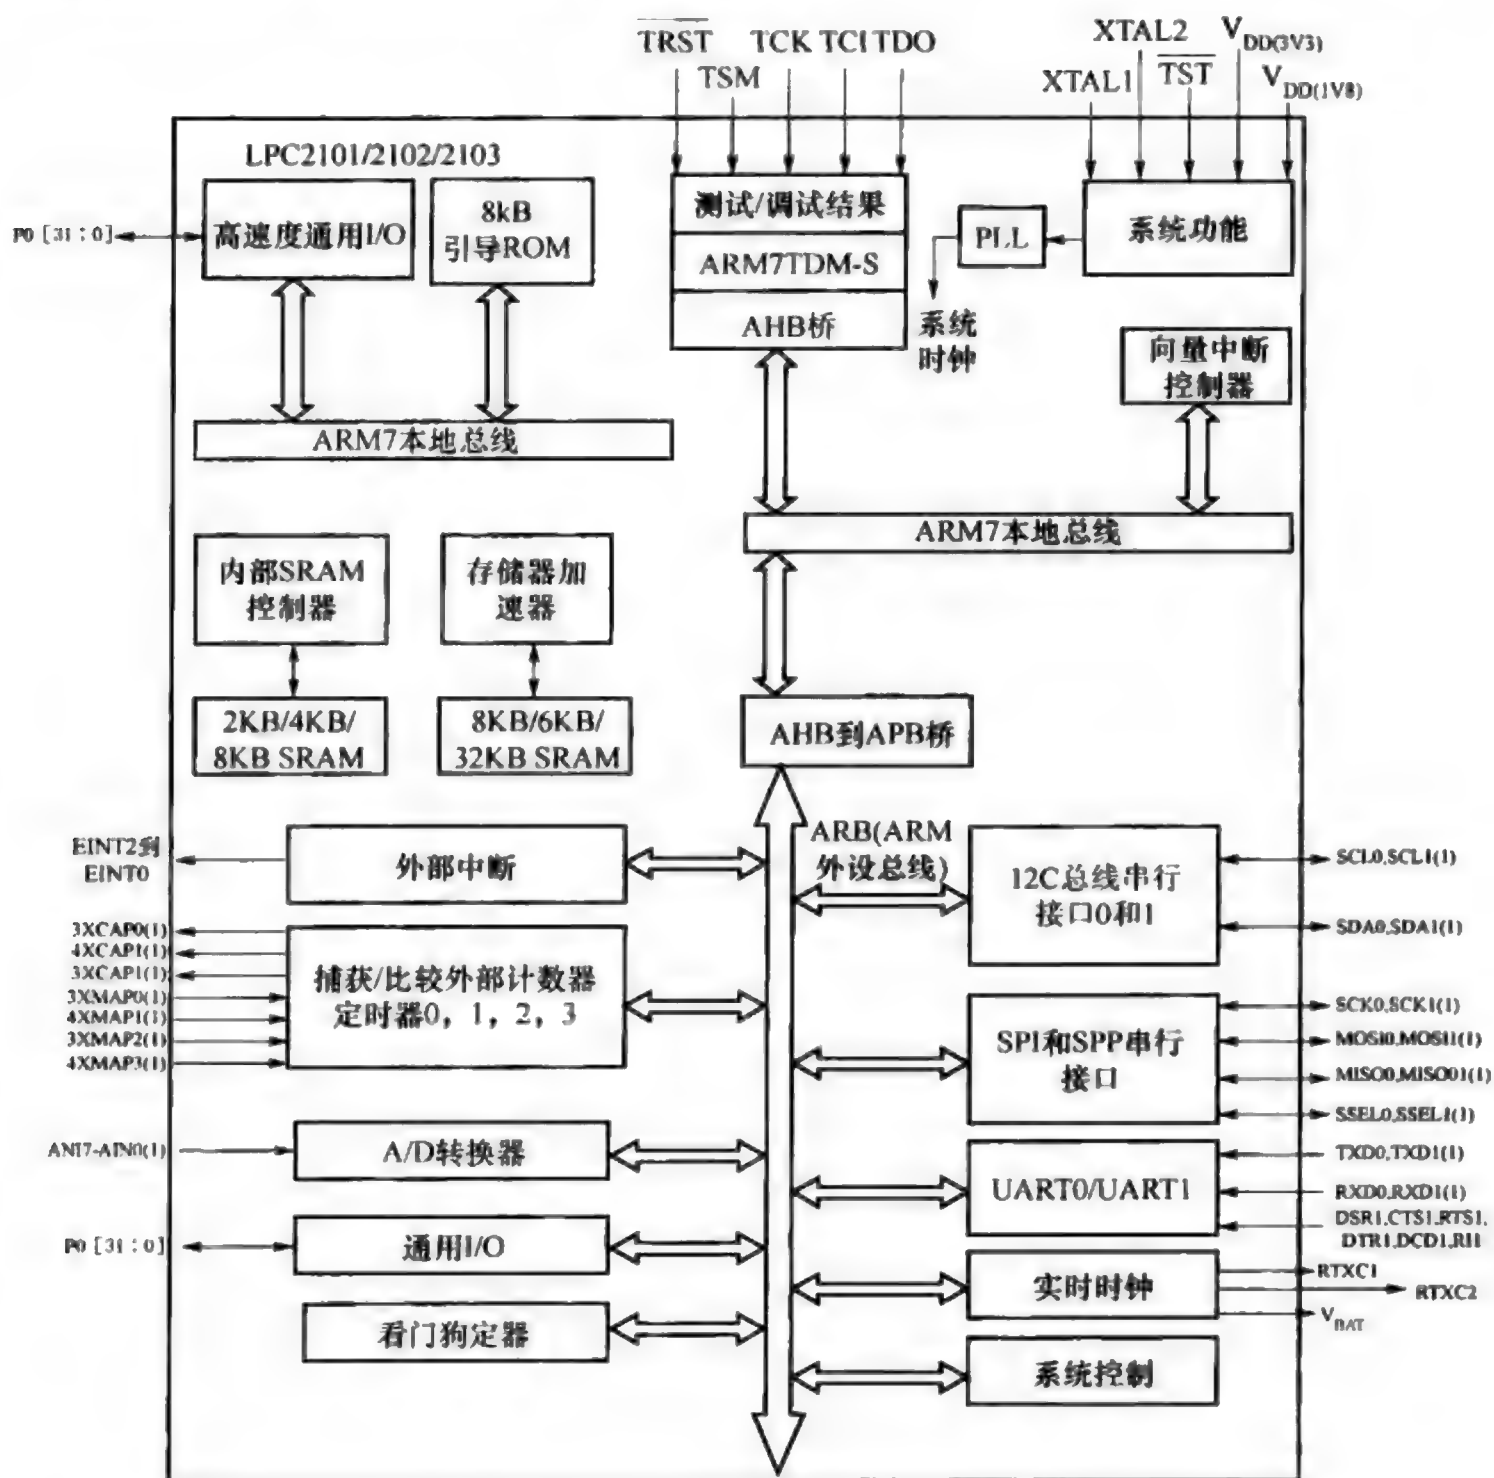 TRST
TSM
TCK
TCI
TDO
XTAL1
XTAL2
TST
VDD(3V3)
VDD(1V8)
LPC2101/2102/2103
P0 [31：0]
高速度通用I/O
8kB
引导ROM
测试/调试结果
ARM7TDM-S
AHB桥
PLL
系统功能
系统
时钟
向量中断
控制器
ARM7本地总线
ARM7本地总线
内部SRAM
控制器
存储器加
速器
2KB/4KB/
8KB SRAM
8KB/6KB/
32KB SRAM
AHB到APB桥
EINT2到
EINT0
外部中断
ARB(ARM
外设总线)
I2C总线串行
接口0和1
SCL0,SCL1(1)
SDA0,SDA1(1)
3XCAP0(1)
4XCAP1(1)
3XCAP1(1)
3XMAP0(1)
4XMAP1(1)
3XMAP2(1)
4XMAP3(1)
捕获/比较外部计数器
定时器0，1，2，3
SPI和SPP串行
接口
SCK0,SCK1(1)
MOSI0,MOSI1(1)
MISO0,MISO01(1)
SSEL0,SSEL1(1)
ANI7-AIN0(1)
A/D转换器
UART0/UART1
TXD0,TXD1(1)
RXD0,RXD1(1)
DSR1,CTS1,RTS1,
DTR1,DCD1,RI1
P0 [31：0]
通用I/O
实时时钟
RTXC1
RTXC2
VBAT
看门狗定器
系统控制